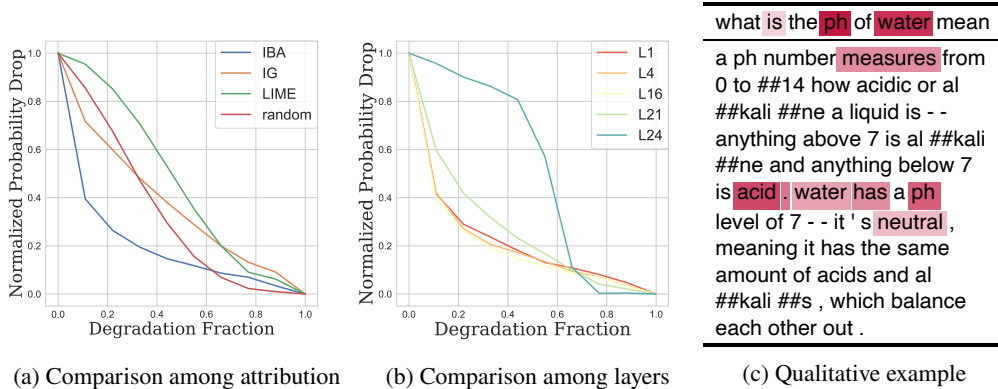 Normalized Probability Drop
1.0
0.8
0.6
0.4
0.2
0.0
0.0 0.2 0.4 0.6 0.8 1.0
Degradation Fraction
IBA
IG
LIME
random
(a) Comparison among attribution
Normalized Probability Drop
1.0
0.8
0.6
0.4
0.2
0.0
0.0 0.2 0.4 0.6 0.8 1.0
Degradation Fraction
L1
L4
L16
L21
L24
(b) Comparison among layers
what is the ph of water mean
a ph number measures from
0 to ##14 how acidic or al
##kali ##ne a liquid is - -
anything above 7 is al ##kali
##ne and anything below 7
is acid . water has a ph
level of 7 - - it ' s neutral ,
meaning it has the same
amount of acids and al
##kali ##s , which balance
each other out .
(c) Qualitative example